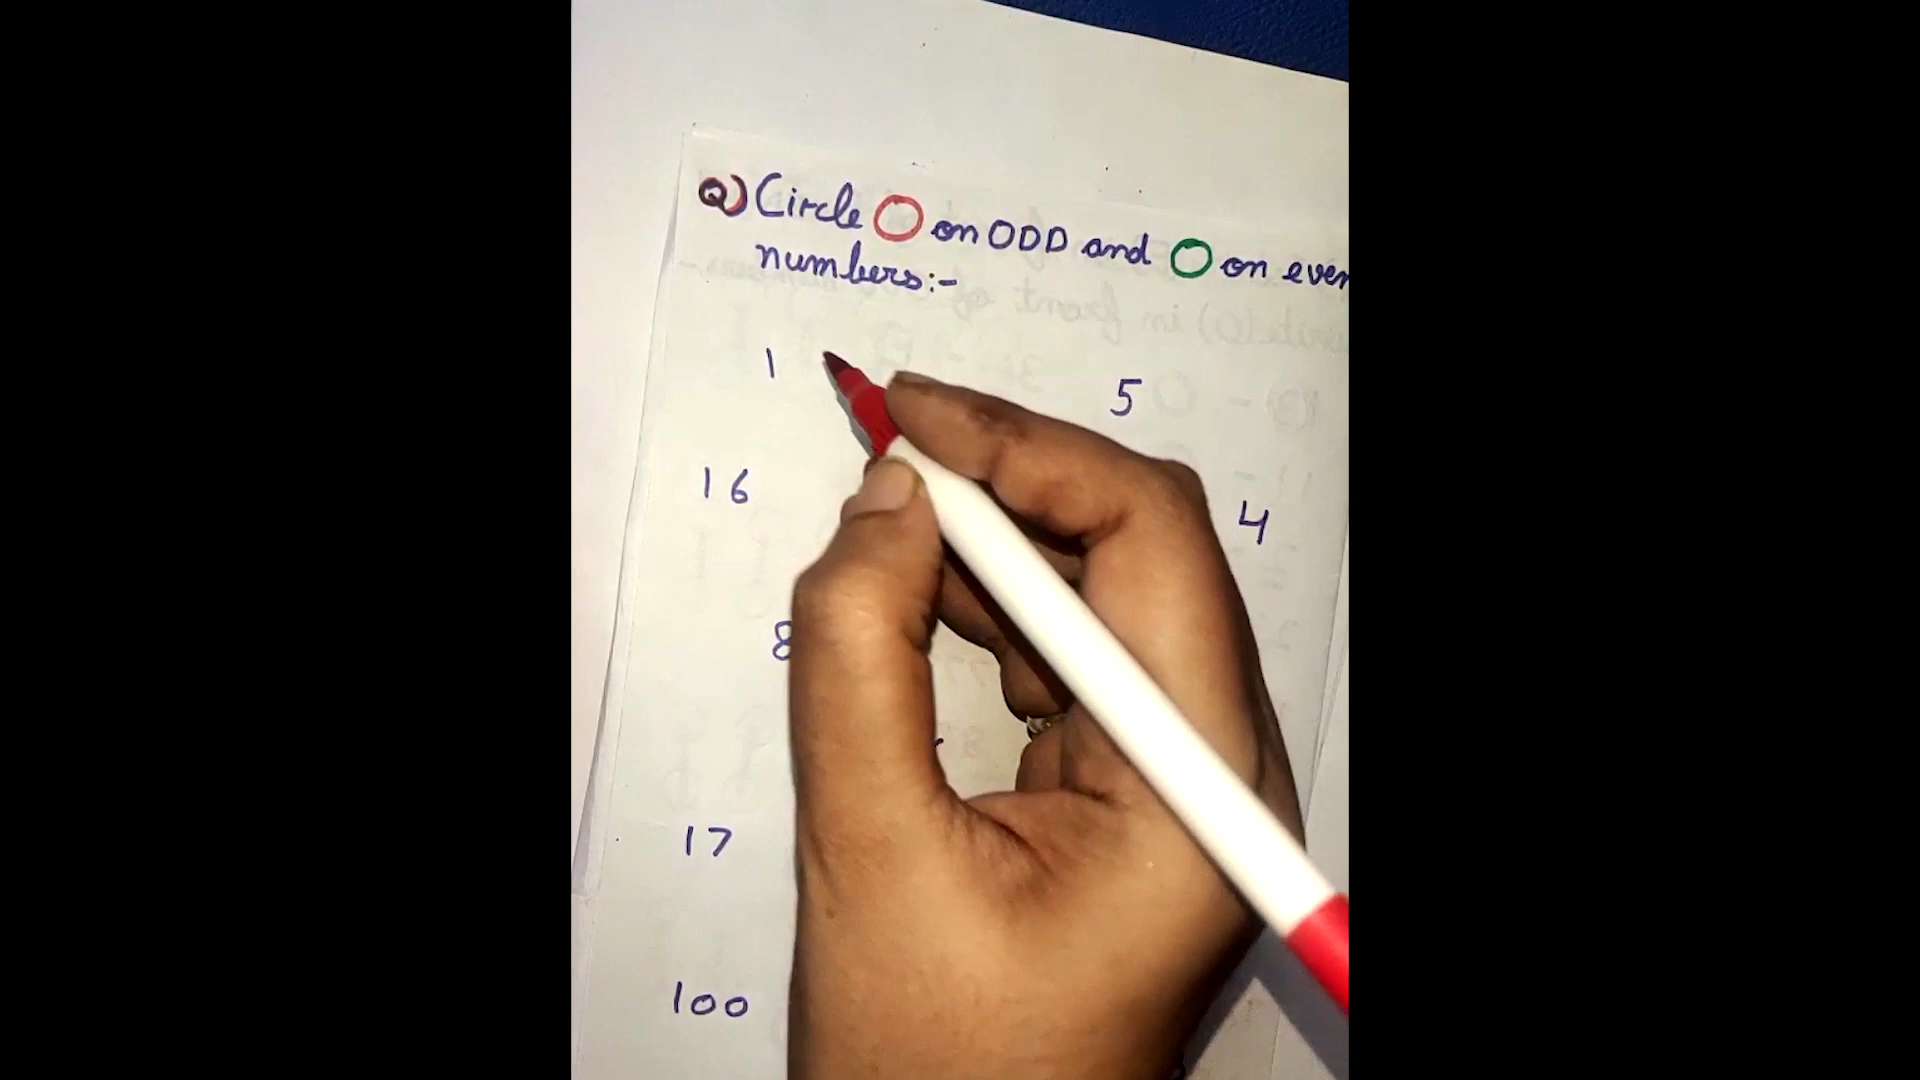 Q) Circle O on ODD and O on even
numbers:-
1 5
16 4
8
17
100